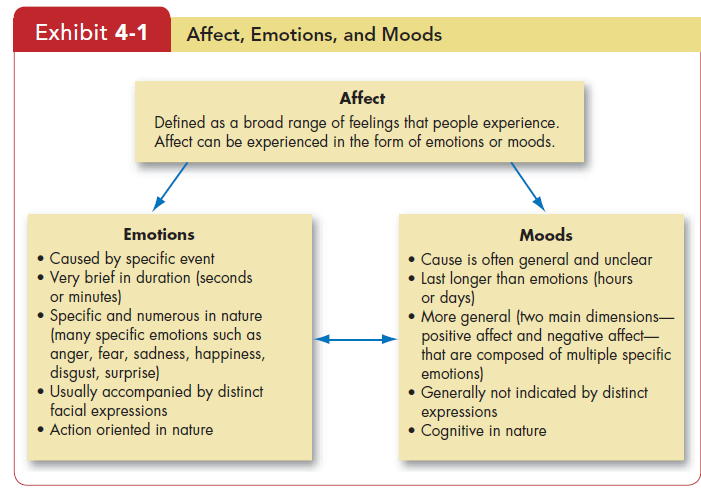 Exhibit 4-1
Affect, Emotions, and Moods
Affect
Defined as a broad range of feelings that people experience.
Affect can be experienced in the form of emotions or moods.
Emotions
• Caused by specific event
• Very brief in duration (seconds
or minutes)
• Specific and numerous in nature
(many specific emotions such as
anger, fear, sadness, happiness,
disgust, surprise)
• Usually accompanied by distinct
facial expressions
• Action oriented in nature
Moods
• Cause is often general and unclear
• Last longer than emotions (hours
or days)
• More general (two main dimensions—
positive affect and negative affect—
that are composed of multiple specific
emotions)
• Generally not indicated by distinct
expressions
• Cognitive in nature